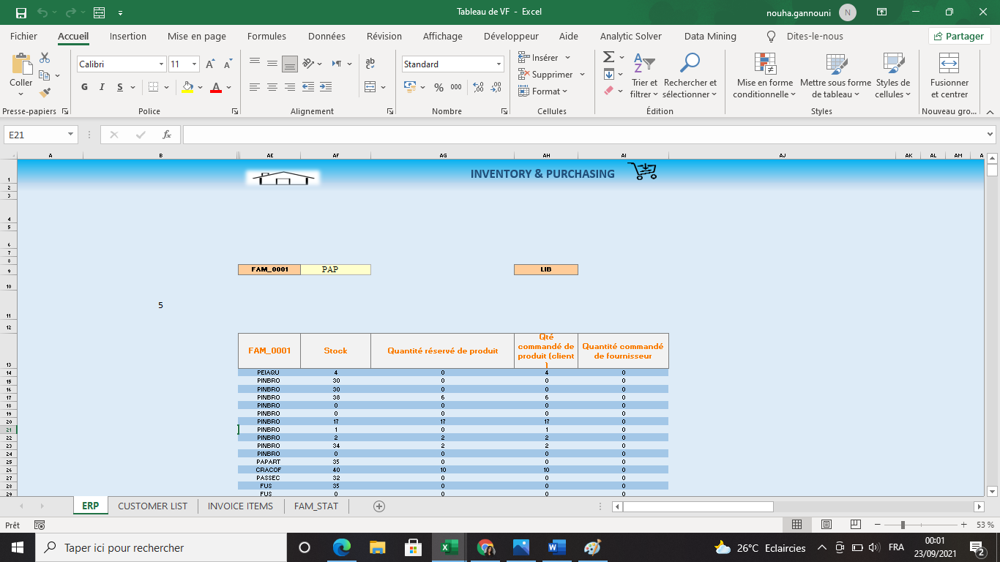 Tableau de VF - Excel
nouha.gannouni N
Fichier Accueil Insertion Mise en page Formules Données Révision Affichage Développeur Aide Analytic Solver Data Mining Dites-le-nous Partager
Coller
Calibri 11
G I S
Standard
% 000
Insérer
Supprimer
Format
Trier et filtrer
Rechercher et sélectionner
Mise en forme conditionnelle
Mettre sous forme de tableau
Styles de cellules
Fusionner et centrer
Presse-papiers Police Alignement Nombre Cellules Édition Styles Nouveau gro...
E21 fx
A B AE AF AG AH AI AJ AK AL AM A
1 INVENTORY & PURCHASING
2
3
4
5
6
7
8
9 FAM_0001 PAP LIB
10
11 5
12
13 FAM_0001 Stock Quantité réservé de produit Qté commandé de produit (client ) Quantité commandé de fournisseur
14 PEIAQU 4 0 4 0
15 PINBRO 30 0 0 0
16 PINBRO 30 0 0 0
17 PINBRO 38 6 6 0
18 PINBRO 0 0 0 0
19 PINBRO 0 0 0 0
20 PINBRO 17 17 17 0
21 PINBRO 1 0 1 0
22 PINBRO 2 2 2 0
23 PINBRO 34 2 2 0
24 PINBRO 0 0 0 0
25 PAPART 35 0 0 0
26 CRACOF 40 10 10 0
27 PASSEC 32 0 0 0
28 FUS 35 0 0 0
29 FUS 0 0 0 0
ERP CUSTOMER LIST INVOICE ITEMS FAM_STAT
Prêt 53 %
Taper ici pour rechercher
26°C Eclaircies
FRA
00:01
23/09/2021
2